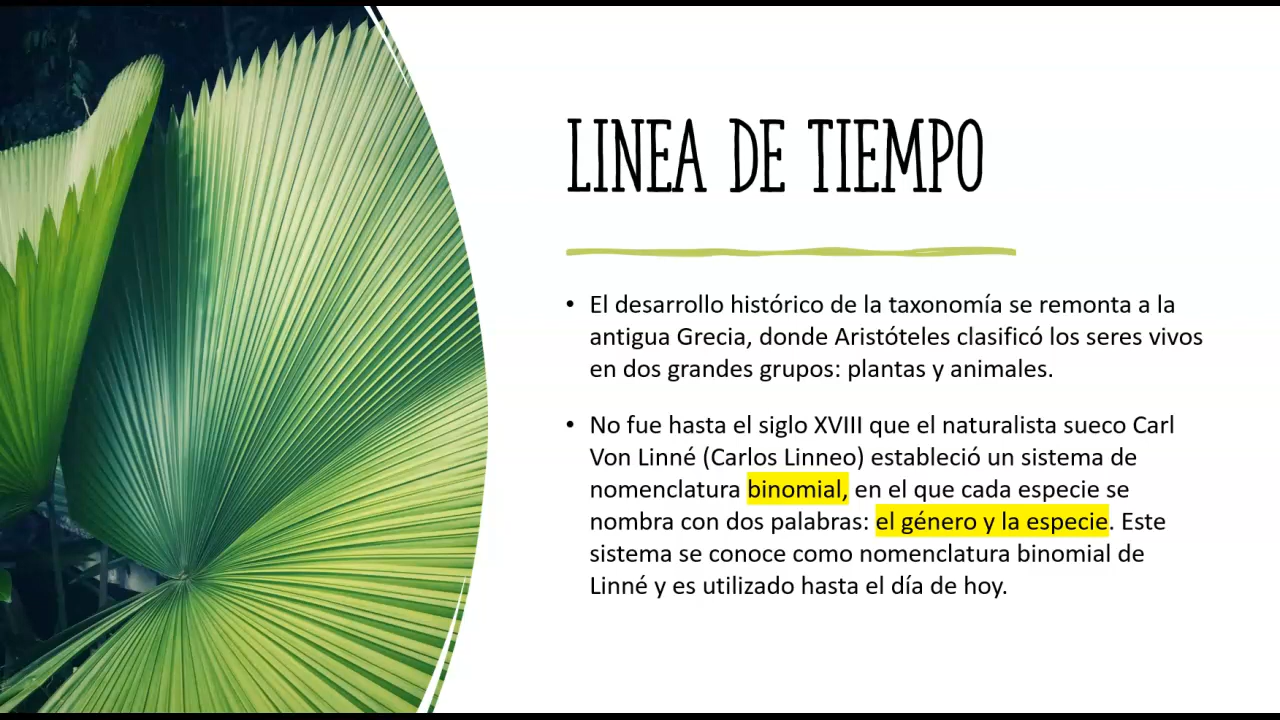 LINEA DE TIEMPO
• El desarrollo histórico de la taxonomía se remonta a la
antigua Grecia, donde Aristóteles clasificó los seres vivos
en dos grandes grupos: plantas y animales.
• No fue hasta el siglo XVIII que el naturalista sueco Carl
Von Linné (Carlos Linneo) estableció un sistema de
nomenclatura binomial, en el que cada especie se
nombra con dos palabras: el género y la especie. Este
sistema se conoce como nomenclatura binomial de
Linné y es utilizado hasta el día de hoy.